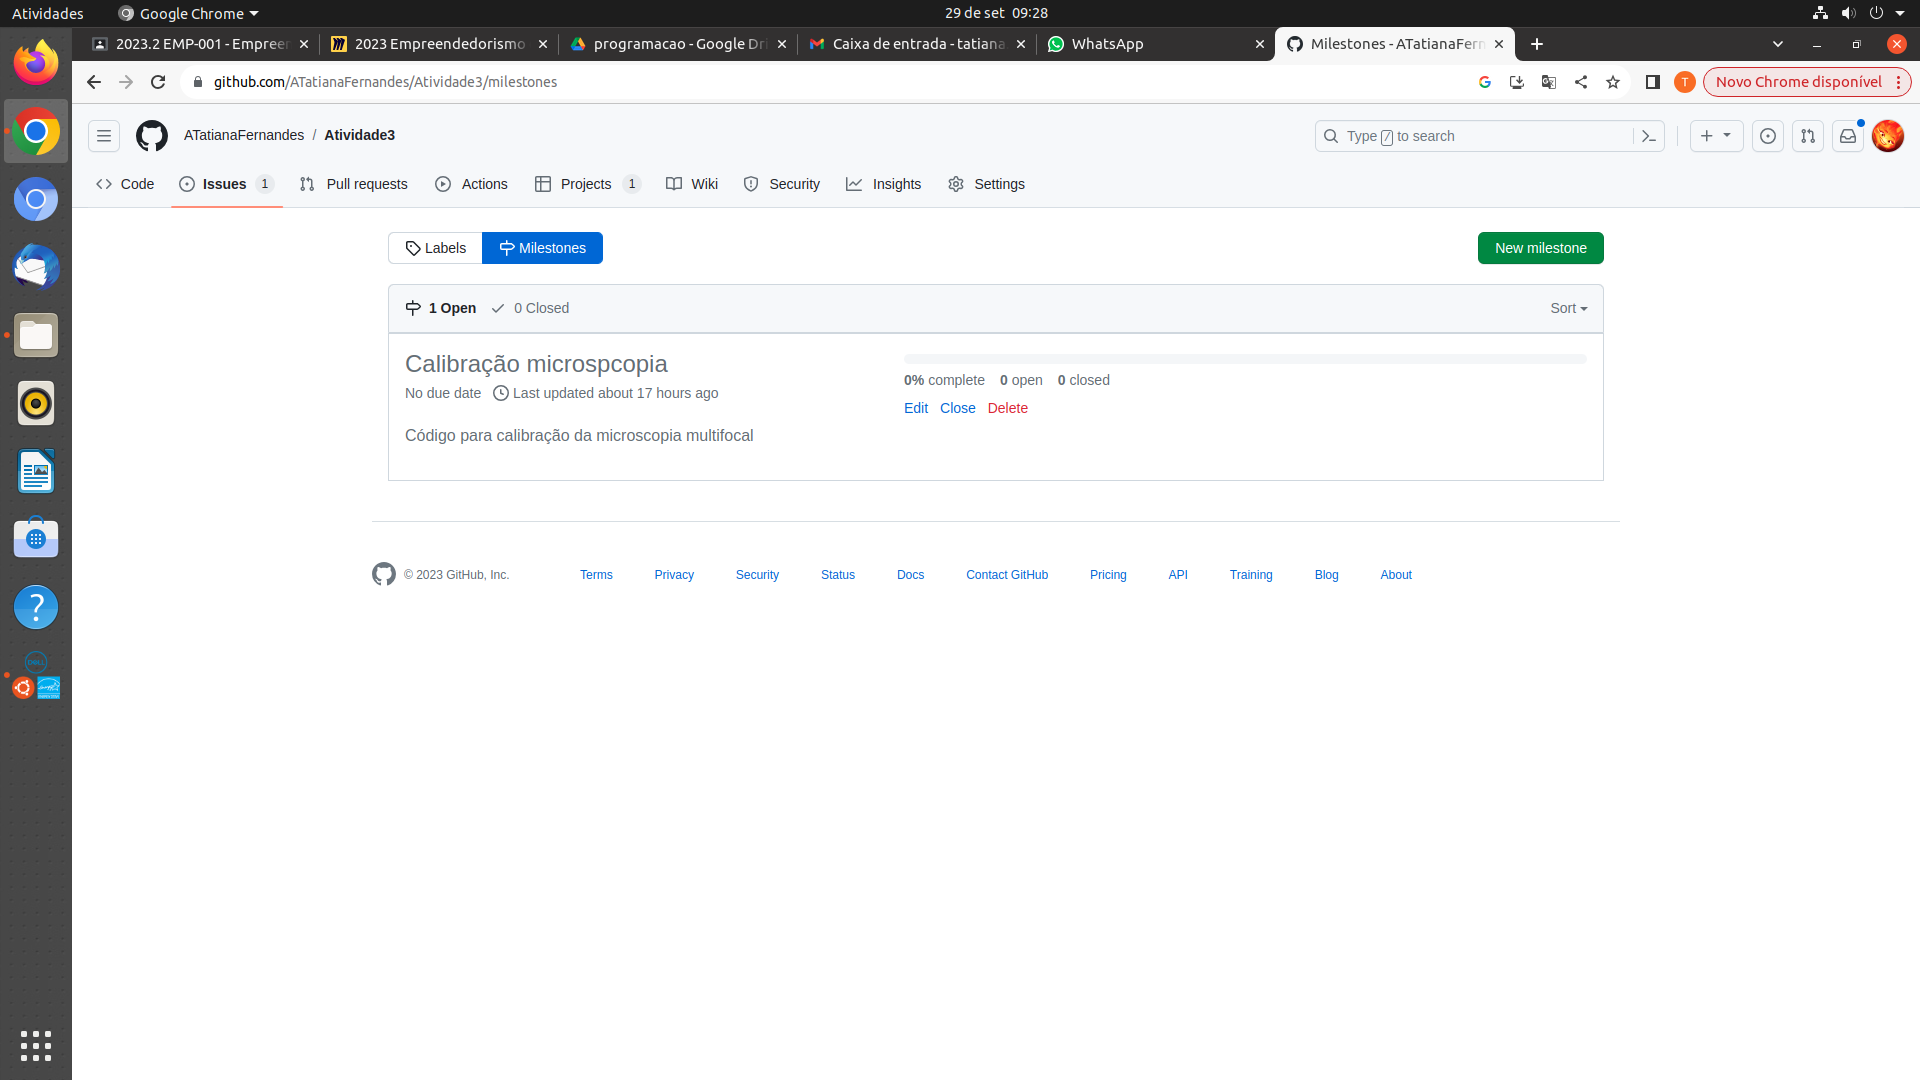 Atividades Google Chrome 29 de set 09:28
2023.2 EMP-001 - Empreen 2023 Empreendedorismo programacao - Google Dri Caixa de entrada - tatiana WhatsApp Milestones - ATatianaFern
github.com/ATatianaFernandes/Atividade3/milestones T Novo Chrome disponível
ATatianaFernandes / Atividade3 Type / to search
Code Issues 1 Pull requests Actions Projects 1 Wiki Security Insights Settings
Labels Milestones New milestone
1 Open 0 Closed Sort
Calibração microspcopia
No due date Last updated about 17 hours ago
0% complete 0 open 0 closed
Edit Close Delete
Código para calibração da microscopia multifocal
© 2023 GitHub, Inc. Terms Privacy Security Status Docs Contact GitHub Pricing API Training Blog About
DELL